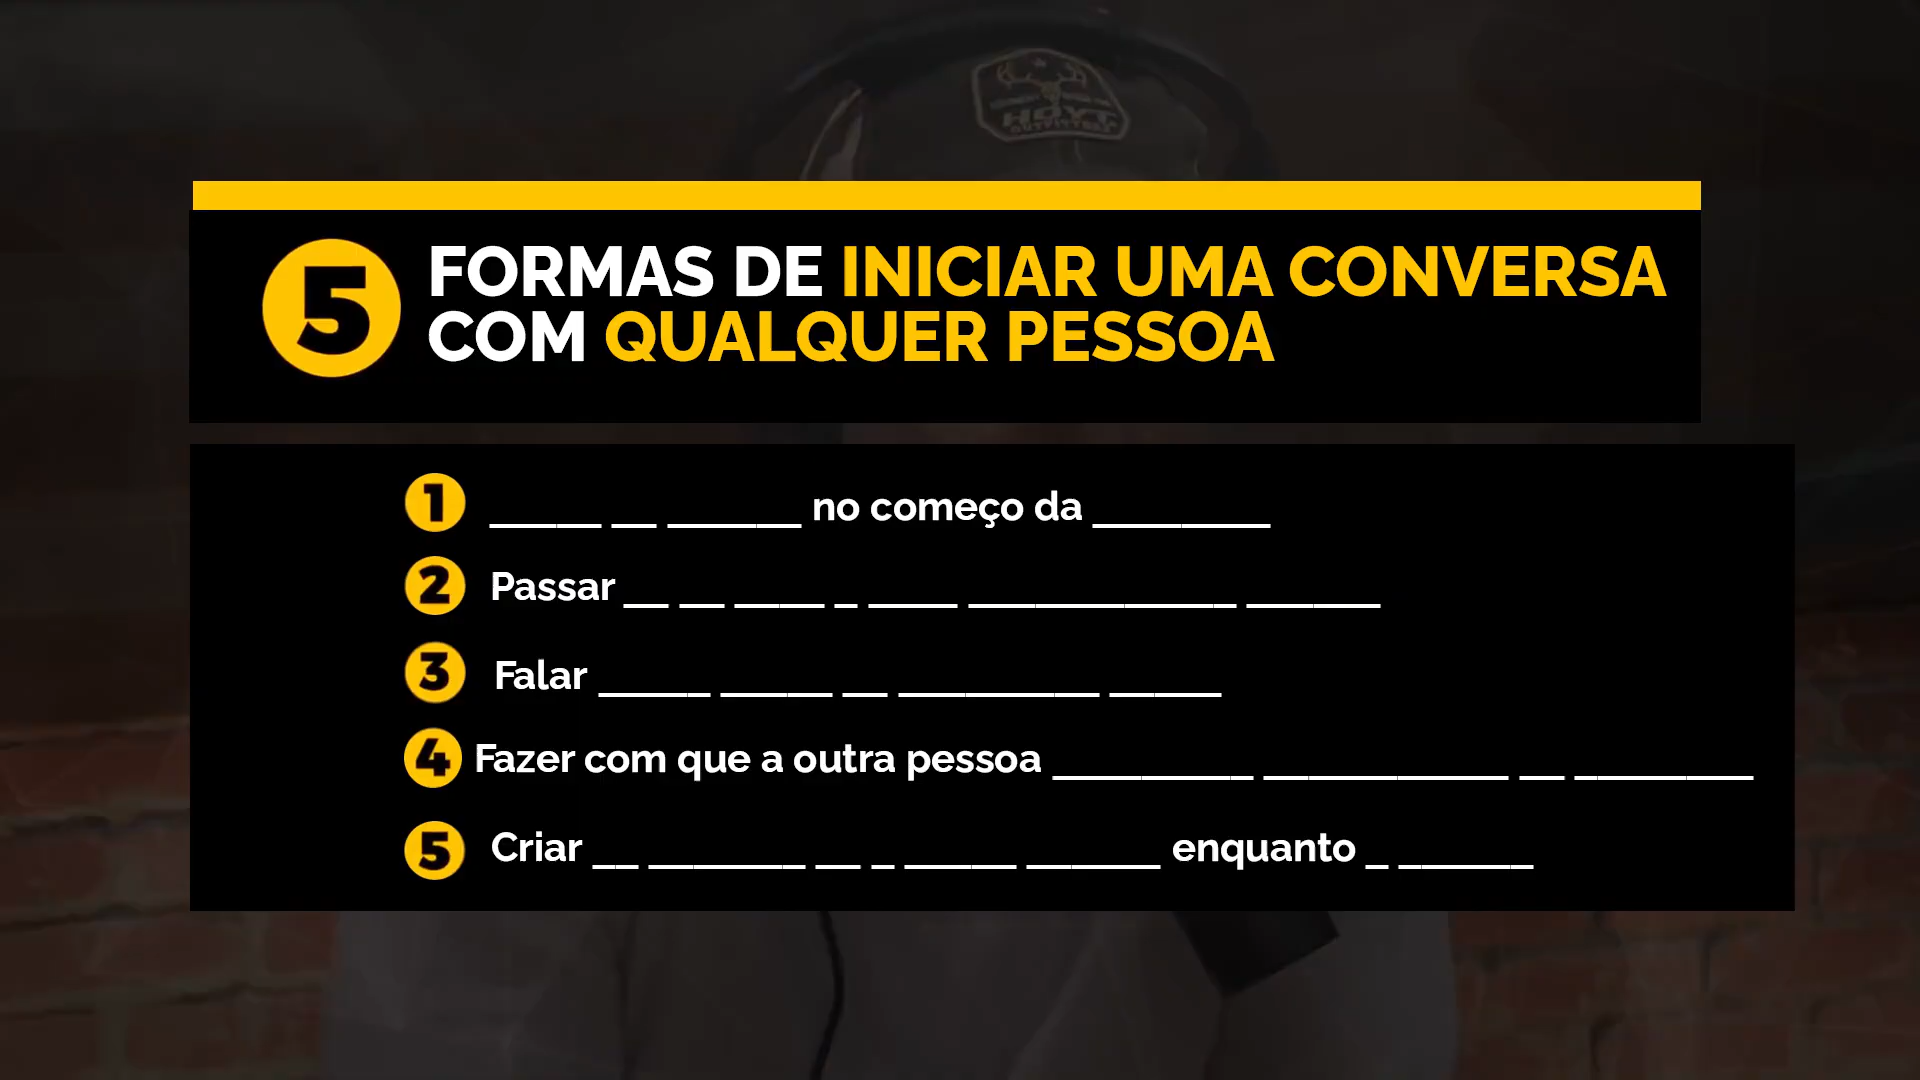 HOYT
OUTFITTERS
5 FORMAS DE INICIAR UMA CONVERSA
COM QUALQUER PESSOA
1 _____ __ ______ no começo da ________
2 Passar __ __ ____ _ ____ ____________ ______
3 Falar _____ _____ __ _________ _____
4 Fazer com que a outra pessoa _________ ___________ __ ________
5 Criar __ _______ __ _ _____ ______ enquanto _ ______